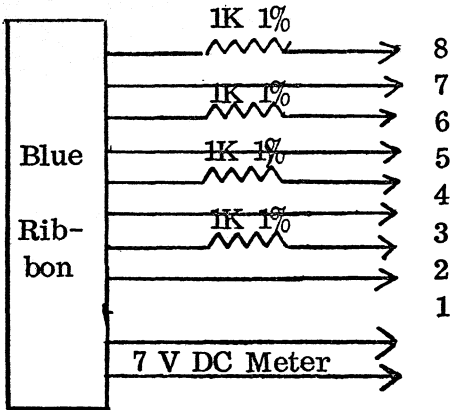 1K 1%
8
7
1K 1%
6
1K 1%
5
Blue
4
1K 1%
3
Rib-
bon
2
1
7 V DC Meter